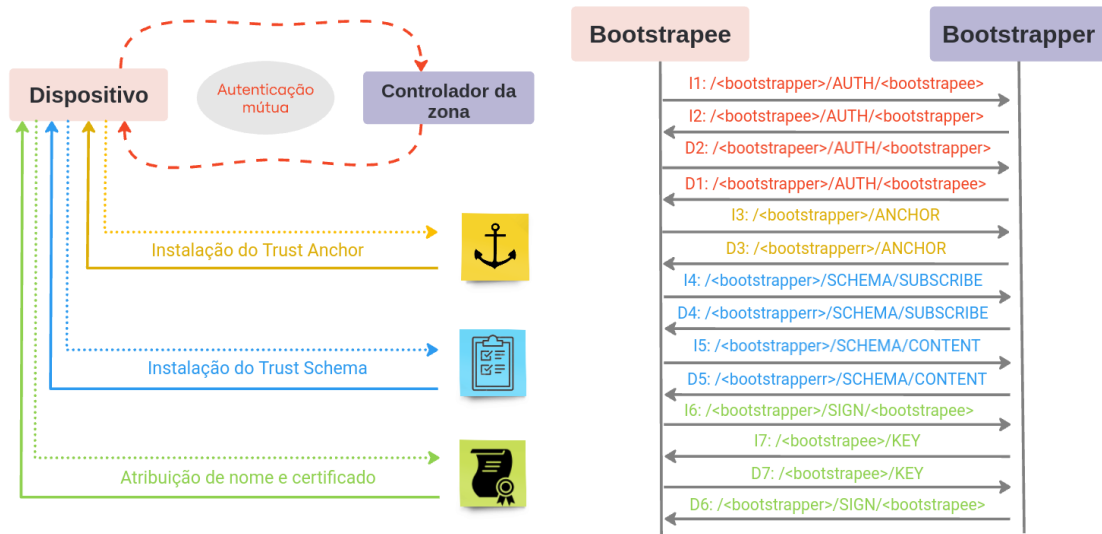 Dispositivo
Autenticação
mútua
Controlador da
zona
Instalação do Trust Anchor
Instalação do Trust Schema
Atribuição de nome e certificado
Bootstrapee
Bootstrapper
I1: /<bootstrapper>/AUTH/<bootstrapee>
I2: /<bootstrapee>/AUTH/<bootstrapper>
D2: /<bootstrapeer>/AUTH/<bootstrapper>
D1: /<bootstrapper>/AUTH/<bootstrapee>
I3: /<bootstrapper>/ANCHOR
D3: /<bootstrapperr>/ANCHOR
I4: /<bootstrapper>/SCHEMA/SUBSCRIBE
D4: /<bootstrapperr>/SCHEMA/SUBSCRIBE
I5: /<bootstrapper>/SCHEMA/CONTENT
D5: /<bootstrapperr>/SCHEMA/CONTENT
I6: /<bootstrapper>/SIGN/<bootstrapee>
I7: /<bootstrapee>/KEY
D7: /<bootstrapee>/KEY
D6: /<bootstrapper>/SIGN/<bootstrapee>